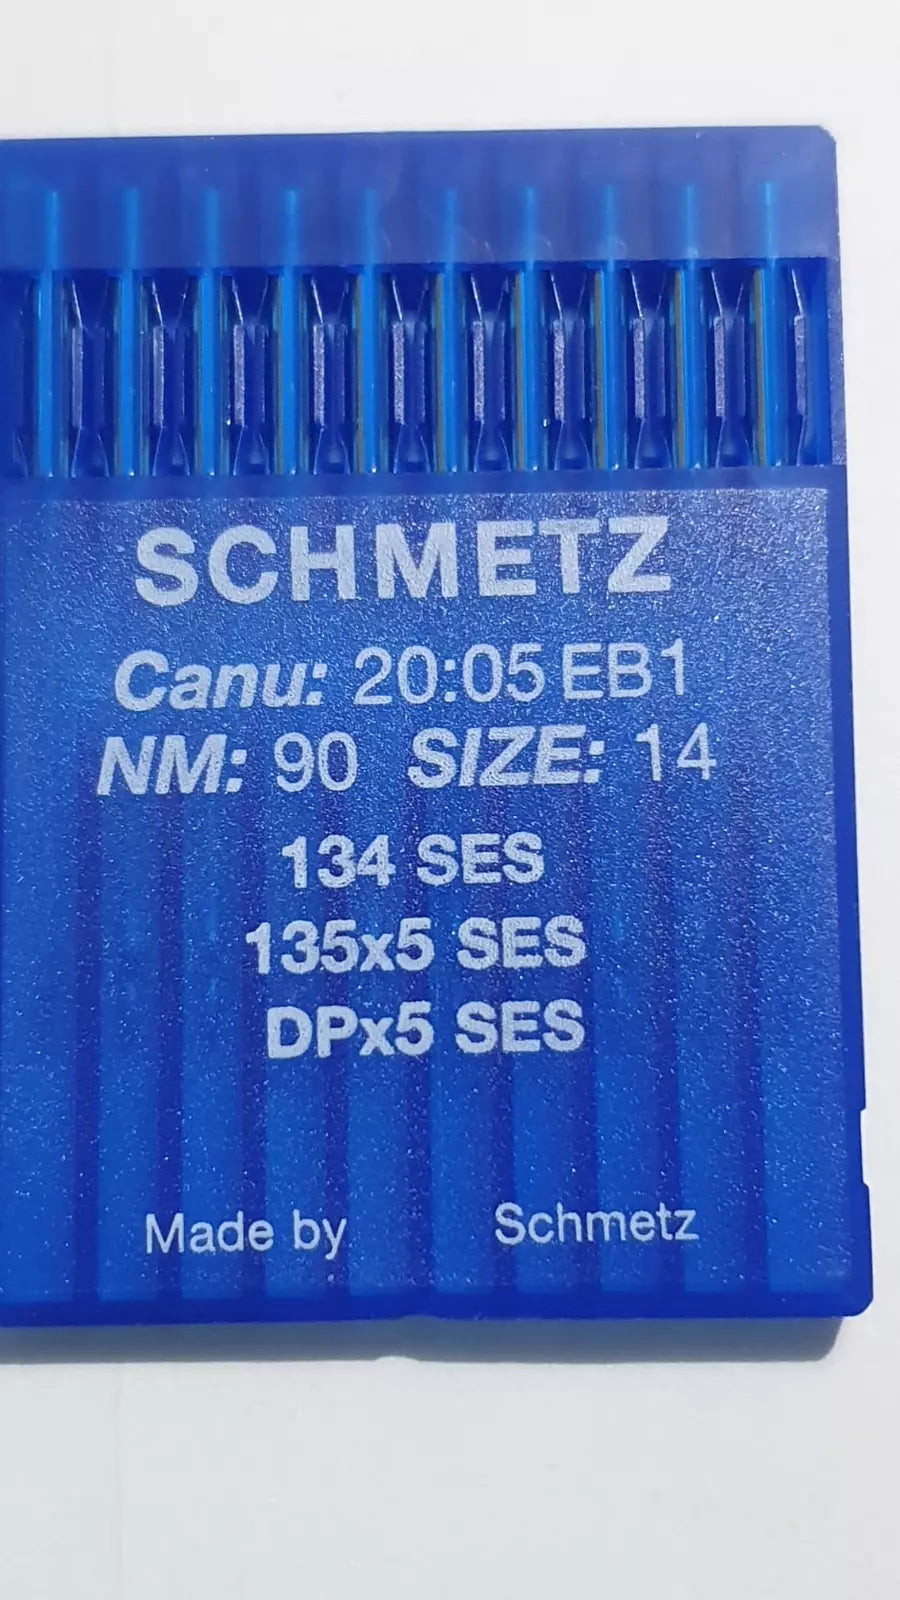 SCHMETZ
Canu: 20:05 EB1
NM: 90 SIZE: 14
134 SES
135x5 SES
DPx5 SES
Made by Schmetz